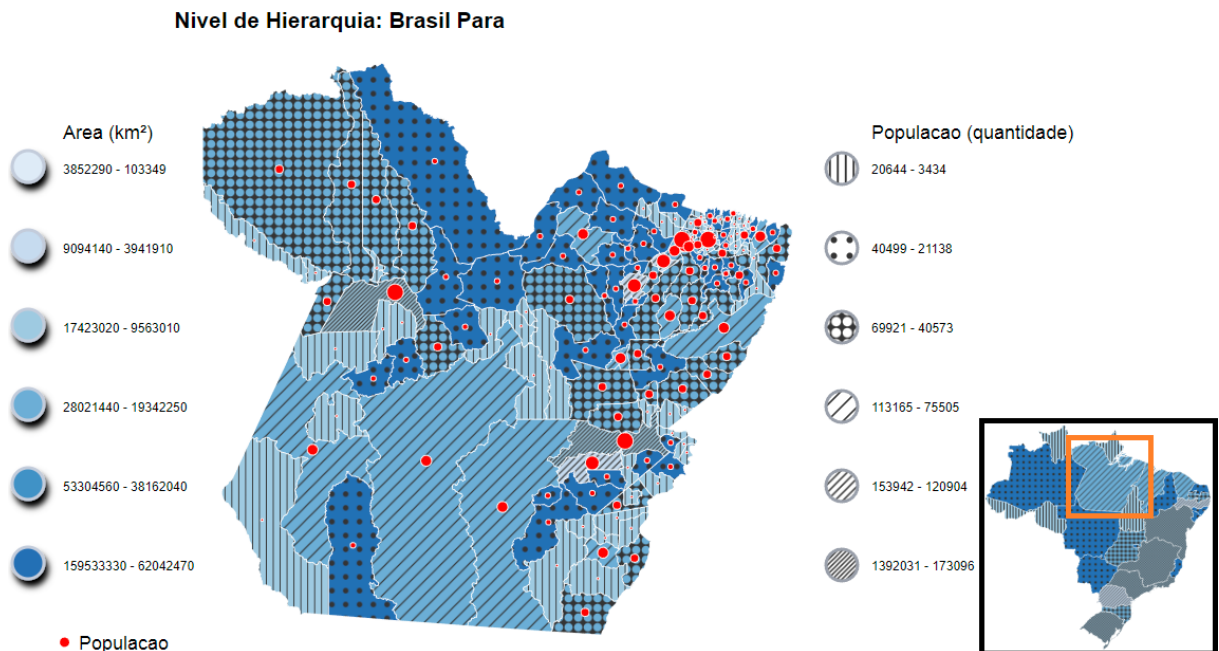 Nivel de Hierarquia: Brasil Para
Area (km²)
3852290 - 103349
9094140 - 3941910
17423020 - 9563010
28021440 - 19342250
53304560 - 38162040
159533330 - 62042470
Populacao
Populacao (quantidade)
20644 - 3434
40499 - 21138
69921 - 40573
113165 - 75505
153942 - 120904
1392031 - 173096